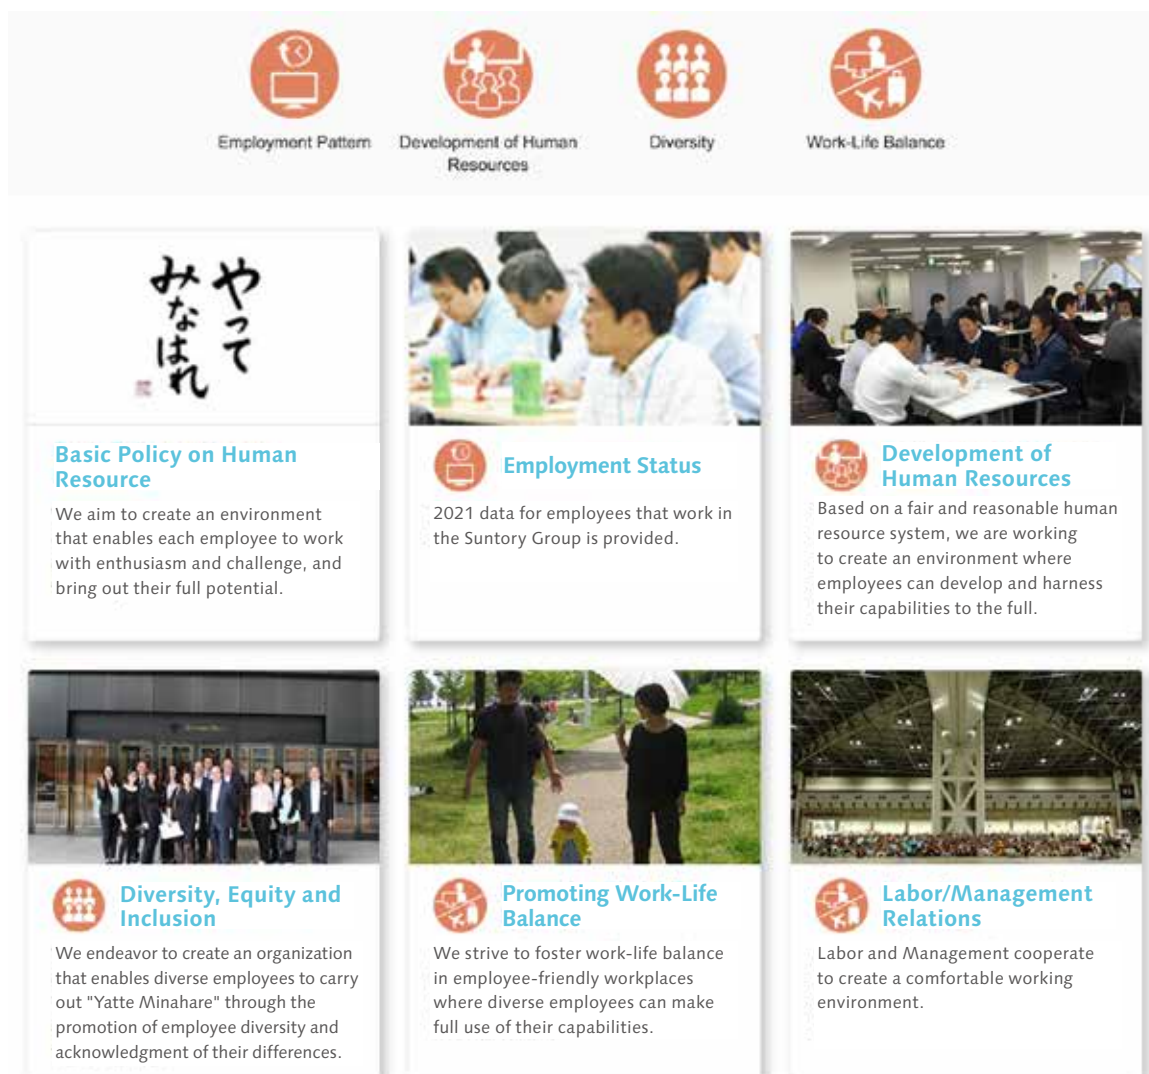 Employment Pattern
Development of Human
Resources
Diversity
Work-Life Balance
やって
みなはれ
Basic Policy on Human
Resource
We aim to create an environment
that enables each employee to work
with enthusiasm and challenge, and
bring out their full potential.
Employment Status
2021 data for employees that work in
the Suntory Group is provided.
Development of
Human Resources
Based on a fair and reasonable human
resource system, we are working
to create an environment where
employees can develop and harness
their capabilities to the full.
Diversity, Equity and
Inclusion
We endeavor to create an organization
that enables diverse employees to carry
out "Yatte Minahare" through the
promotion of employee diversity and
acknowledgment of their differences.
Promoting Work-Life
Balance
We strive to foster work-life balance
in employee-friendly workplaces
where diverse employees can make
full use of their capabilities.
Labor/Management
Relations
Labor and Management cooperate
to create a comfortable working
environment.